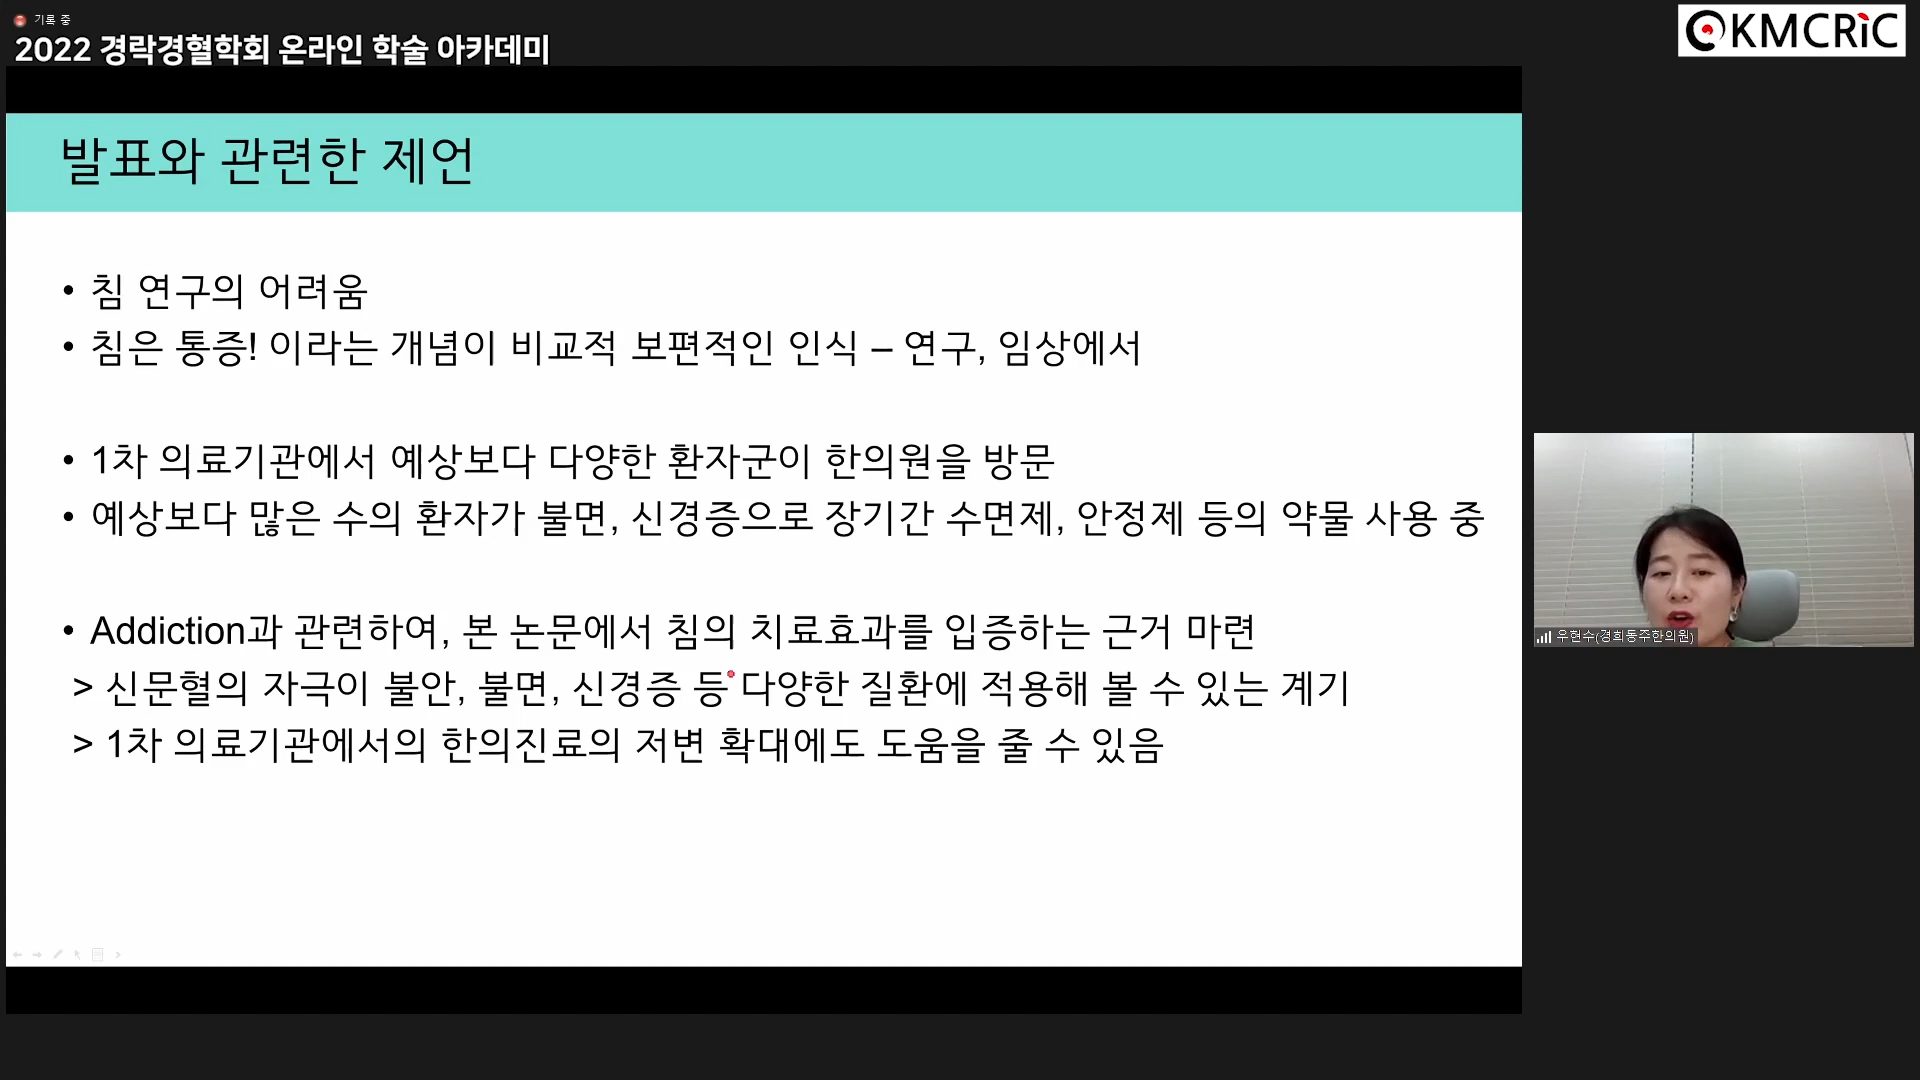 기록 중
2022 경락경혈학회 온라인 학술 아카데미
KMCRiC
발표와 관련한 제언
• 침 연구의 어려움
• 침은 통증! 이라는 개념이 비교적 보편적인 인식 – 연구, 임상에서
• 1차 의료기관에서 예상보다 다양한 환자군이 한의원을 방문
• 예상보다 많은 수의 환자가 불면, 신경증으로 장기간 수면제, 안정제 등의 약물 사용 중
• Addiction과 관련하여, 본 논문에서 침의 치료효과를 입증하는 근거 마련
> 신문혈의 자극이 불안, 불면, 신경증 등 다양한 질환에 적용해 볼 수 있는 계기
> 1차 의료기관에서의 한의진료의 저변 확대에도 도움을 줄 수 있음
우현수(경희동주한의원)